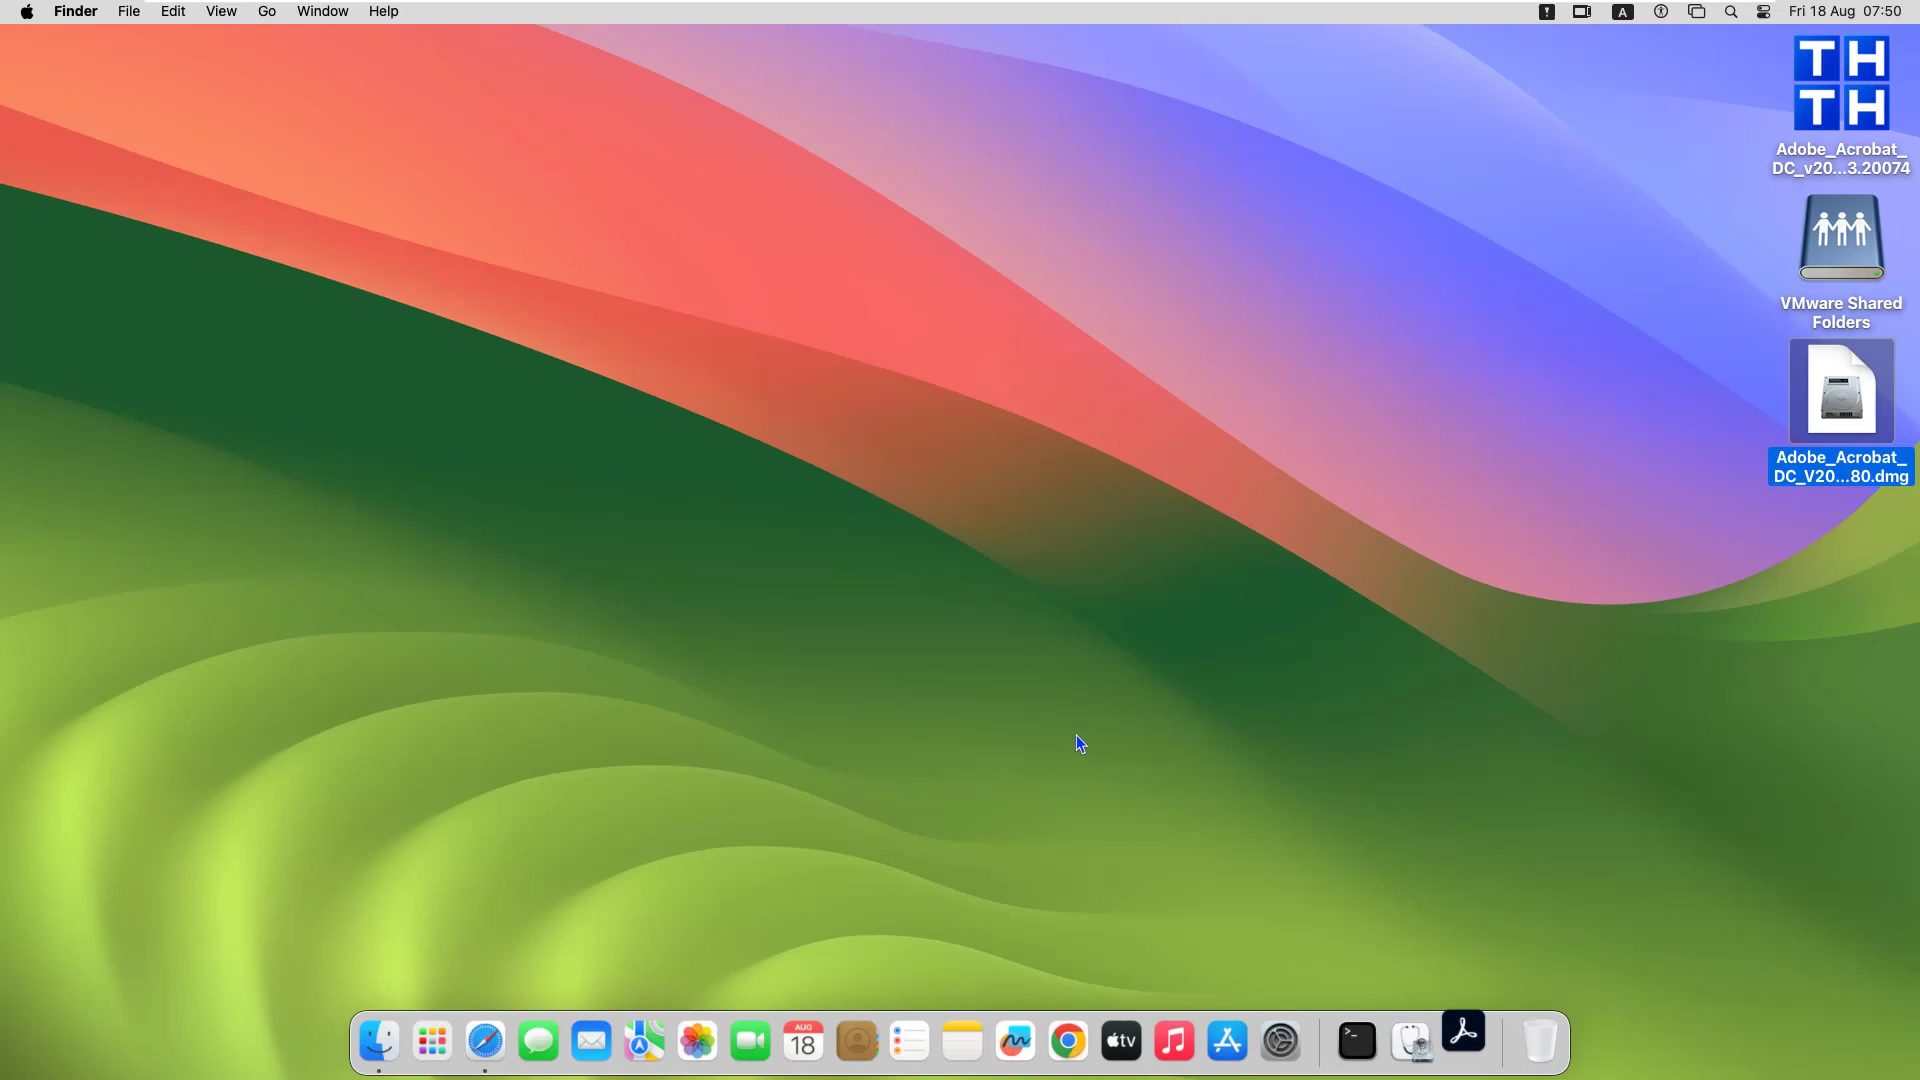 Finder File Edit View Go Window Help
A Fri 18 Aug 07:50
TH
TH
Adobe_Acrobat_
DC_v20...3.20074
VMware Shared
Folders
Adobe_Acrobat_
DC_V20...80.dmg
AUG
18
tv
>_